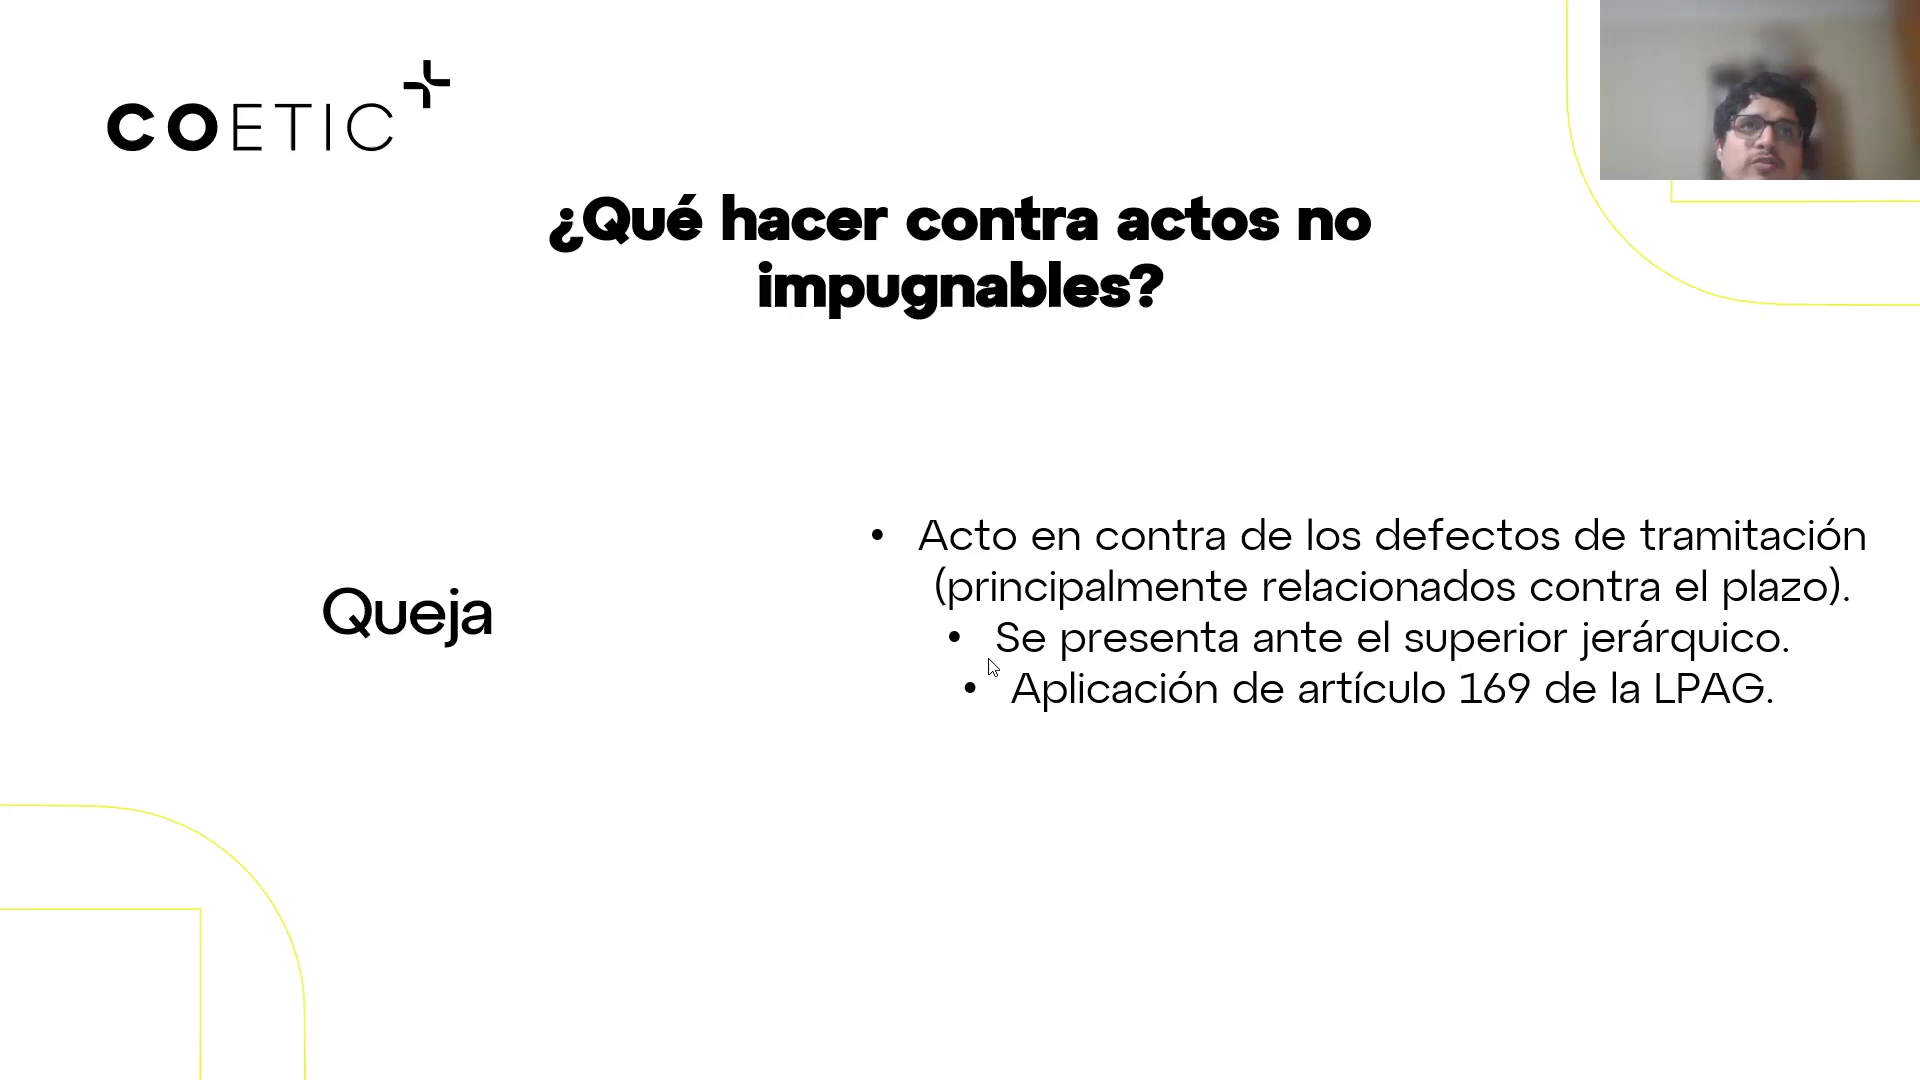 COETIC
¿Qué hacer contra actos no
impugnables?
Queja
• Acto en contra de los defectos de tramitación
(principalmente relacionados contra el plazo).
• Se presenta ante el superior jerárquico.
• Aplicación de artículo 169 de la LPAG.